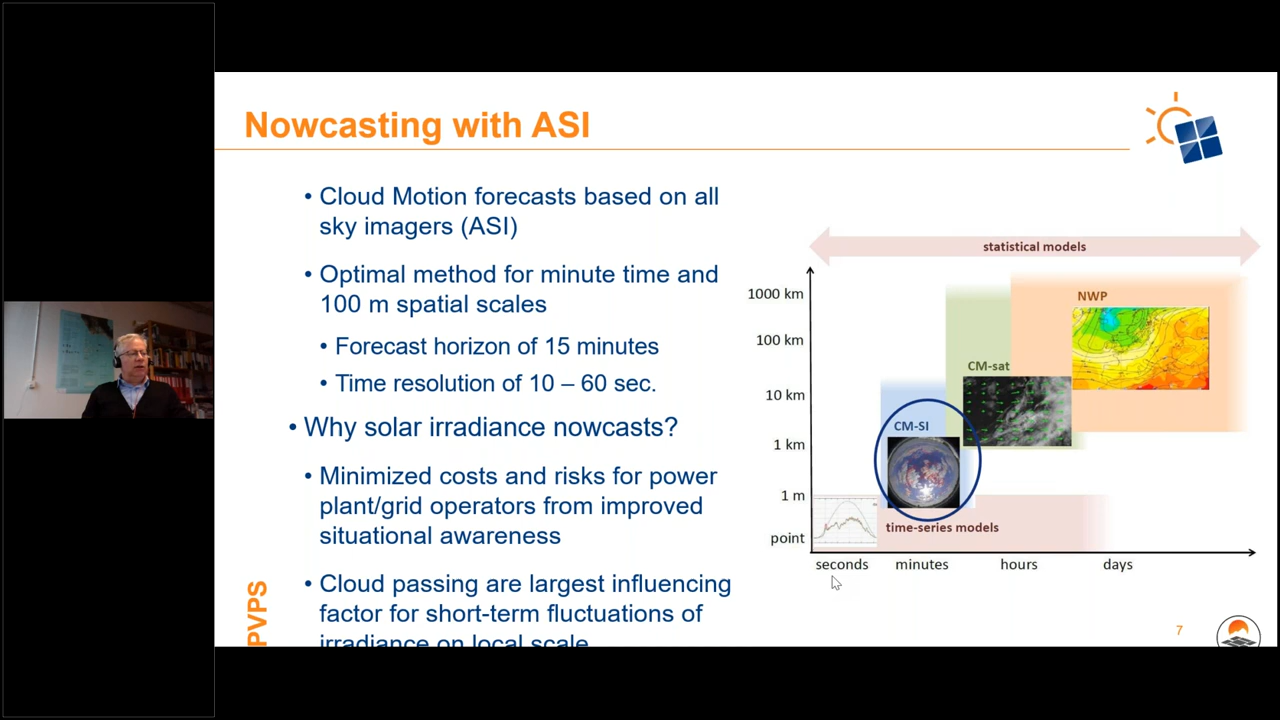 Nowcasting with ASI
• Cloud Motion forecasts based on all
sky imagers (ASI)
• Optimal method for minute time and
100 m spatial scales
• Forecast horizon of 15 minutes
• Time resolution of 10 – 60 sec.
• Why solar irradiance nowcasts?
• Minimized costs and risks for power
plant/grid operators from improved
situational awareness
• Cloud passing are largest influencing
factor for short-term fluctuations of
irradiance on local scale
PVPS
statistical models
1000 km
100 km
10 km
1 km
1 m
point
NWP
CM-sat
CM-SI
time-series models
seconds
minutes
hours
days
7